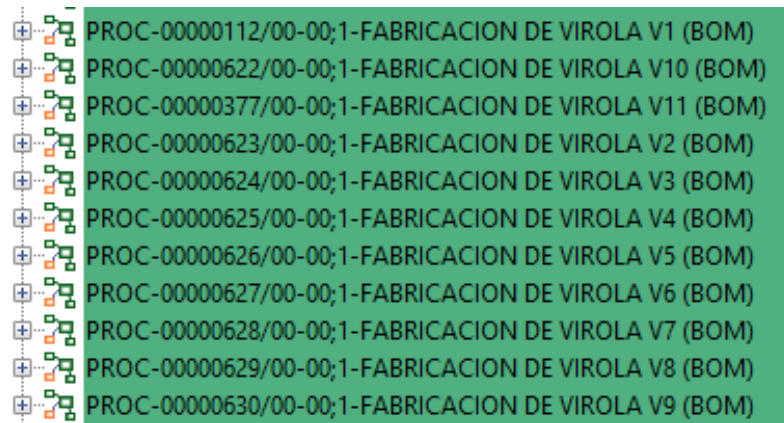 PROC-00000112/00-00;1-FABRICACION DE VIROLA V1 (BOM)
PROC-00000622/00-00;1-FABRICACION DE VIROLA V10 (BOM)
PROC-00000377/00-00;1-FABRICACION DE VIROLA V11 (BOM)
PROC-00000623/00-00;1-FABRICACION DE VIROLA V2 (BOM)
PROC-00000624/00-00;1-FABRICACION DE VIROLA V3 (BOM)
PROC-00000625/00-00;1-FABRICACION DE VIROLA V4 (BOM)
PROC-00000626/00-00;1-FABRICACION DE VIROLA V5 (BOM)
PROC-00000627/00-00;1-FABRICACION DE VIROLA V6 (BOM)
PROC-00000628/00-00;1-FABRICACION DE VIROLA V7 (BOM)
PROC-00000629/00-00;1-FABRICACION DE VIROLA V8 (BOM)
PROC-00000630/00-00;1-FABRICACION DE VIROLA V9 (BOM)